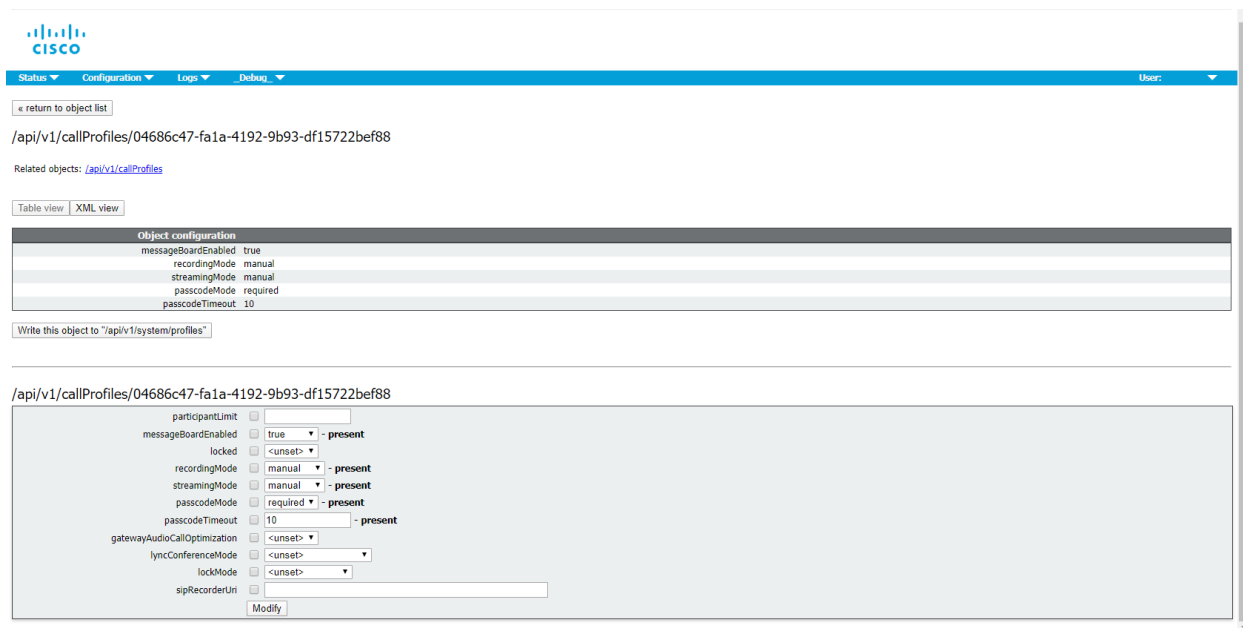 CISCO
Status Configuration Logs _Debug_ User:
« return to object list
/api/v1/callProfiles/04686c47-fa1a-4192-9b93-df15722bef88
Related objects: /api/v1/callProfiles
Table view XML view
Object configuration
messageBoardEnabled true
recordingMode manual
streamingMode manual
passcodeMode required
passcodeTimeout 10
Write this object to "/api/v1/system/profiles"
/api/v1/callProfiles/04686c47-fa1a-4192-9b93-df15722bef88
participantLimit
messageBoardEnabled true - present
locked <unset>
recordingMode manual - present
streamingMode manual - present
passcodeMode required - present
passcodeTimeout 10 - present
gatewayAudioCallOptimization <unset>
lyncConferenceMode <unset>
lockMode <unset>
sipRecorderUri
Modify